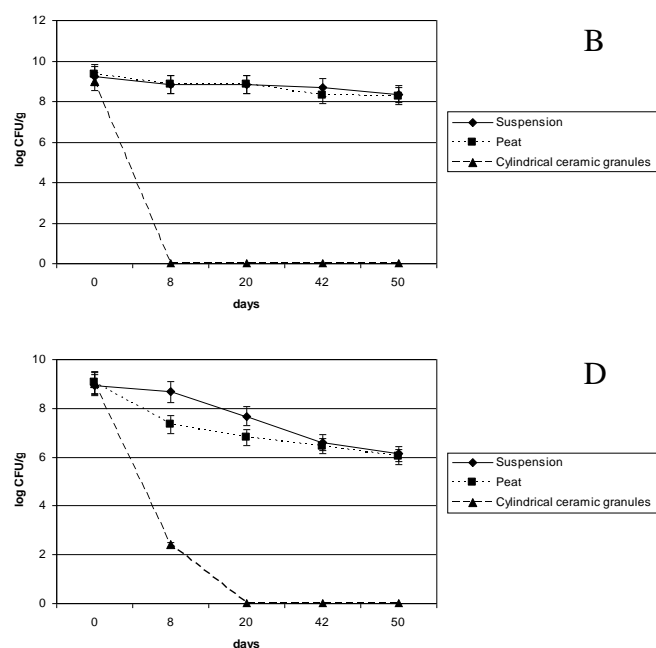 B
12
10
8
6
4
2
0
log CFU/g
0 8 20 42 50
days
Suspension
Peat
Cylindrical ceramic granules
D
10
8
6
4
2
0
log CFU/g
0 8 20 42 50
days
Suspension
Peat
Cylindrical ceramic granules